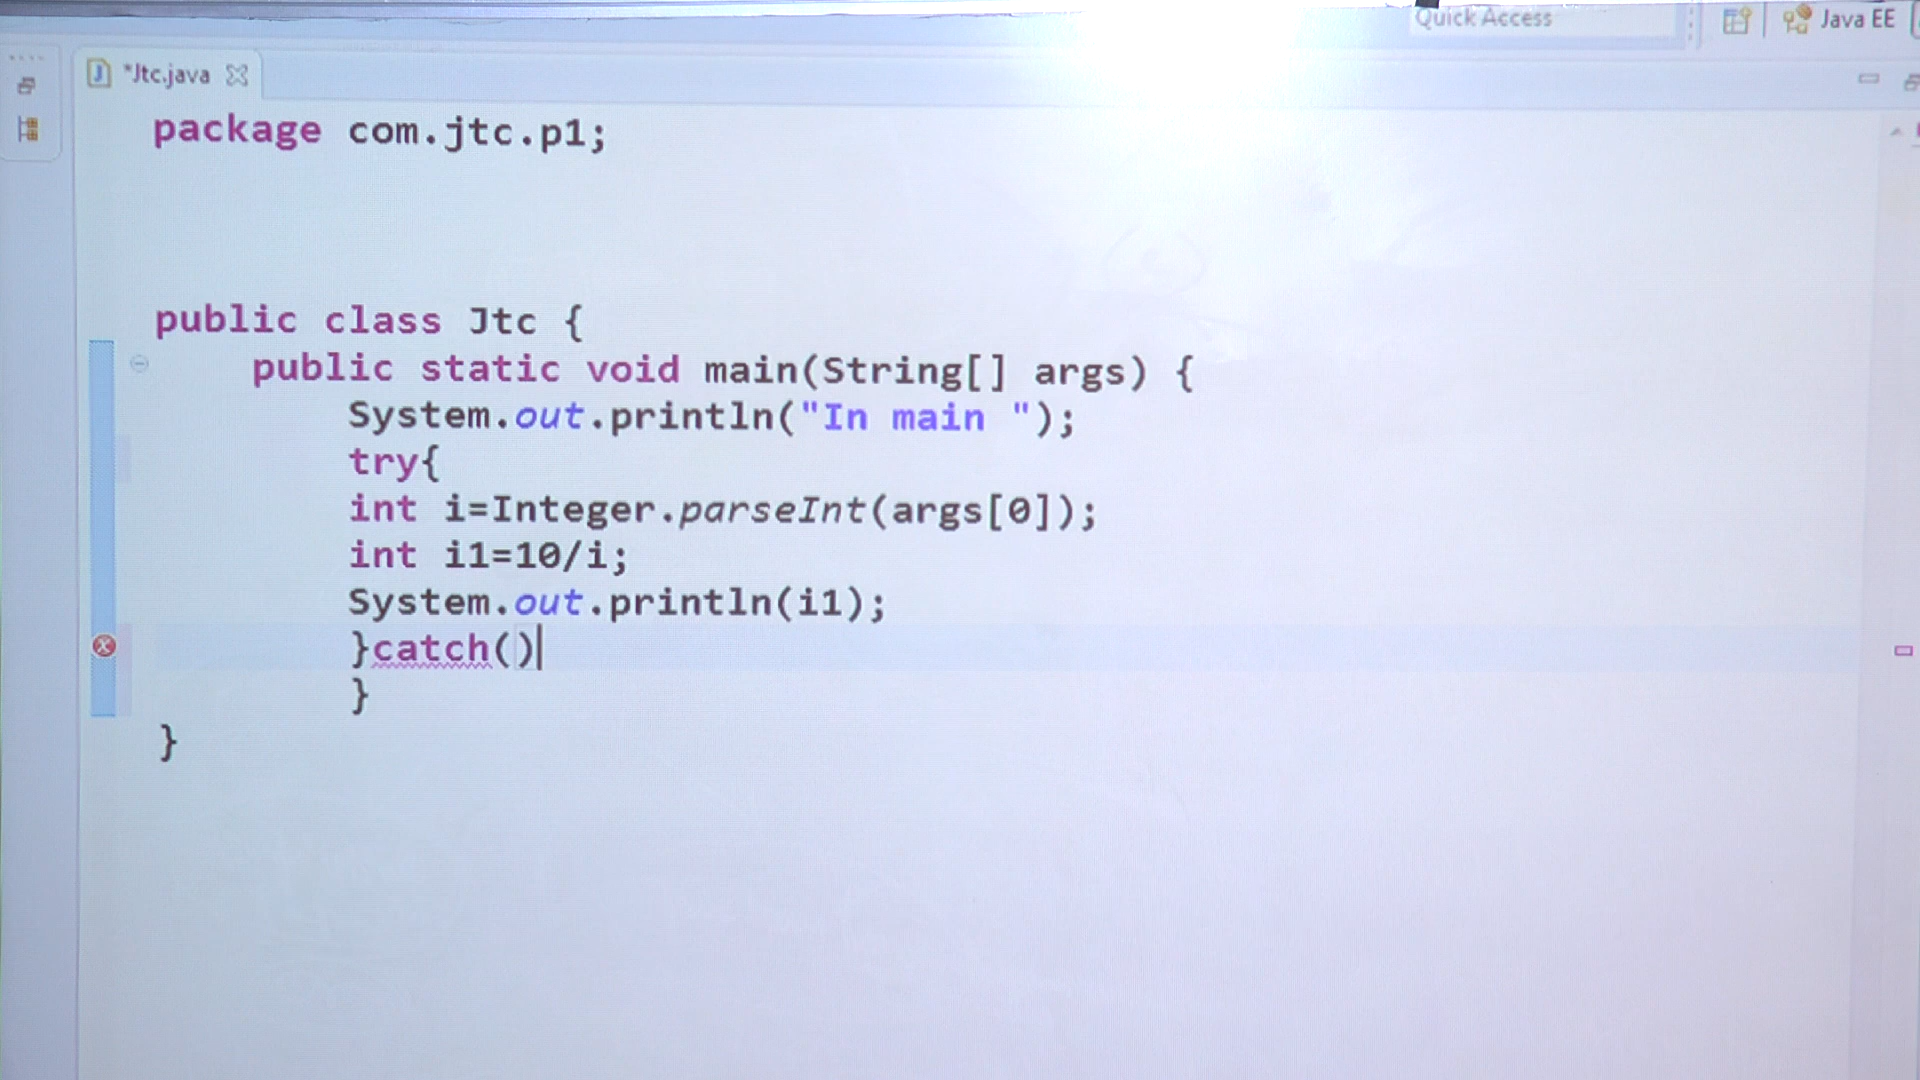 Quick Access
Java EE
*Jtc.java
package com.jtc.p1;
public class Jtc {
public static void main(String[] args) {
System.out.println("In main ");
try{
int i=Integer.parseInt(args[0]);
int i1=10/i;
System.out.println(i1);
}catch()
}
}